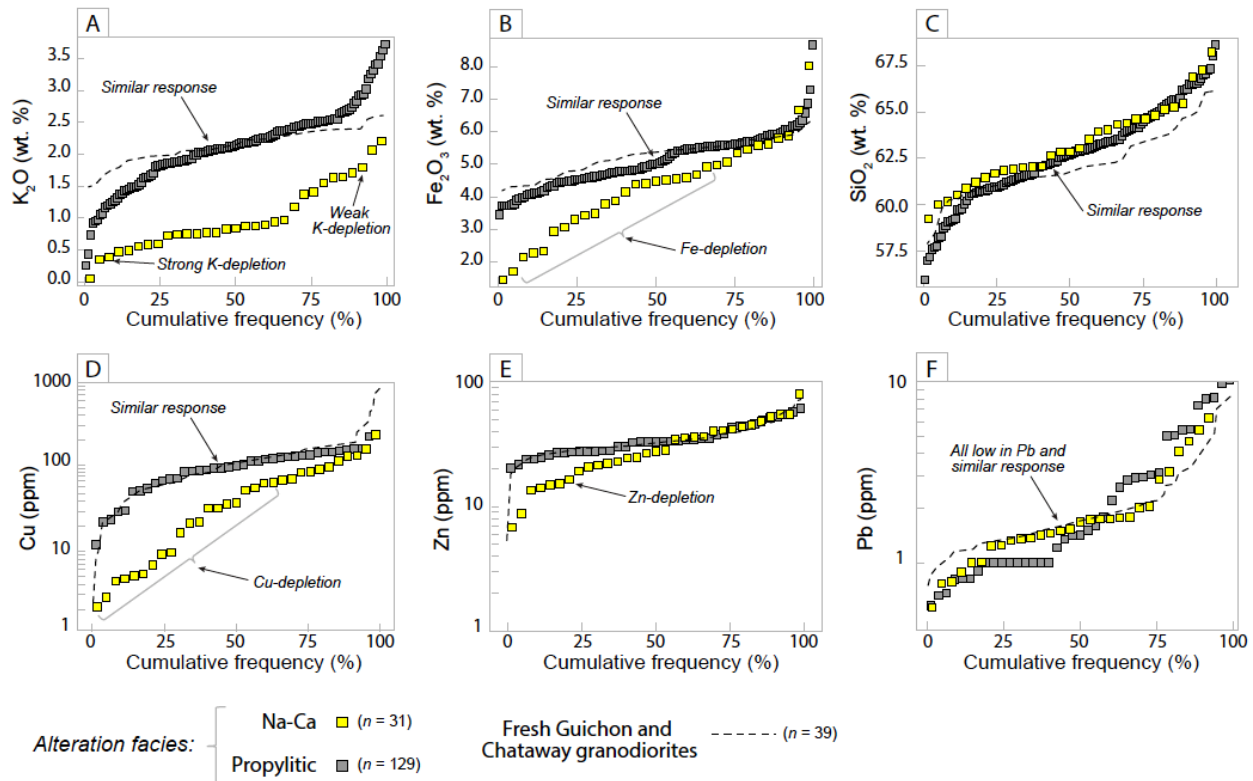 A
K2O (wt. %)
3.5
3.0
2.5
2.0
1.5
1.0
0.5
0.0
Similar response
Weak
K-depletion
Strong K-depletion
0 25 50 75 100
Cumulative frequency (%)
B
Fe2O3 (wt. %)
8.0
6.0
5.0
4.0
2.0
Similar response
Fe-depletion
0 25 50 75 100
Cumulative frequency (%)
C
SiO2 (wt. %)
67.5
65.0
62.5
60.0
57.5
Similar response
0 25 50 75 100
Cumulative frequency (%)
D
Cu (ppm)
1000
100
10
1
Similar response
Cu-depletion
0 25 50 75 100
Cumulative frequency (%)
E
Zn (ppm)
100
10
1
Similar response
Zn-depletion
0 25 50 75 100
Cumulative frequency (%)
F
Pb (ppm)
10
1
All low in Pb and
similar response
0 25 50 75 100
Cumulative frequency (%)
Alteration facies:
Na-Ca (n = 31)
Propylitic (n = 129)
Fresh Guichon and
Chataway granodiorites (n = 39)